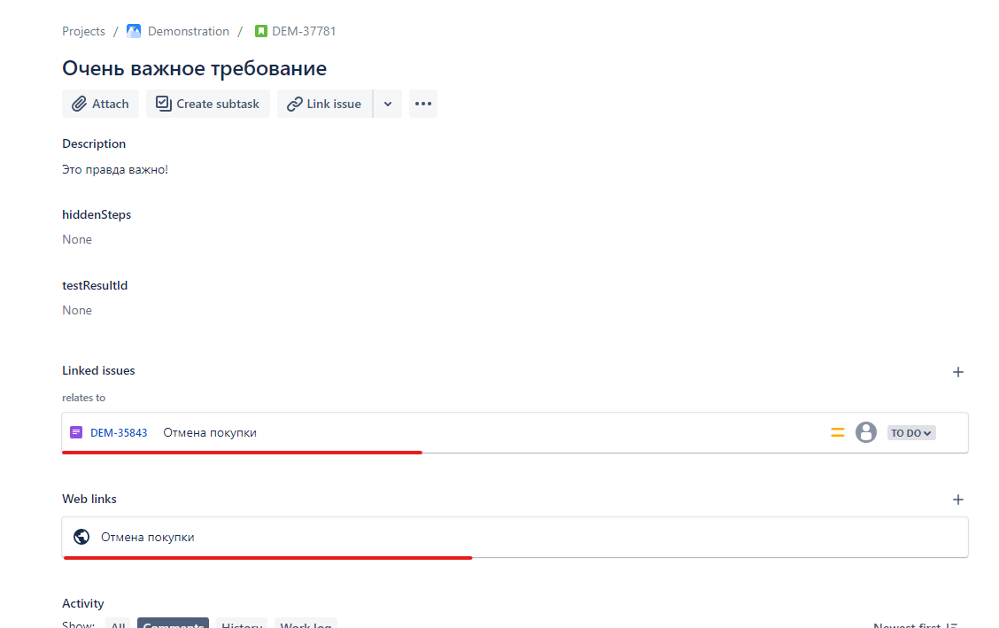 Projects / Demonstration / DEM-37781
Очень важное требование
Attach Create subtask Link issue
Description
Это правда важно!
hiddenSteps
None
testResultId
None
Linked issues
relates to
DEM-35843 Отмена покупки TO DO
Web links
Отмена покупки
Activity
Show: All Comments History Work log Newest first